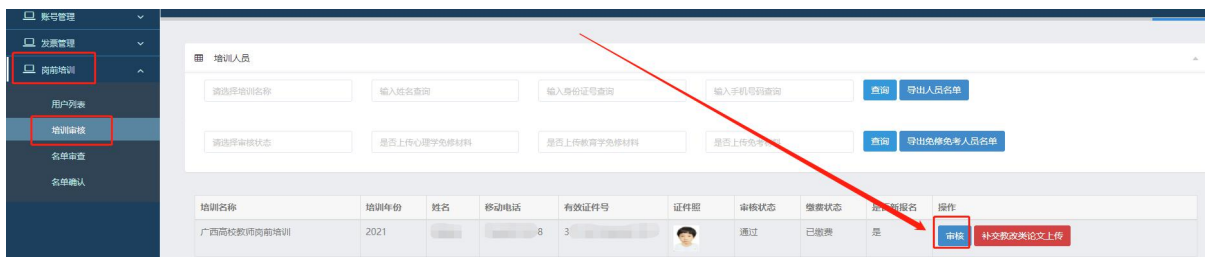 账号管理
发票管理
岗前培训
用户列表
培训审核
名单审查
名单确认
培训人员
请选择培训名称 输入姓名查询 输入身份证号查询 输入手机号码查询 查询 导出人员名单
请选择审核状态 是否上传心理学免修材料 是否上传教育学免修材料 是否上传免考材料 查询 导出免修免考人员名单
培训名称 培训年份 姓名 移动电话 有效证件号 证件照 审核状态 缴费状态 是否新报名 操作
广西高校教师岗前培训 2021 8 3 通过 已缴费 是 审核 补交教改类论文上传